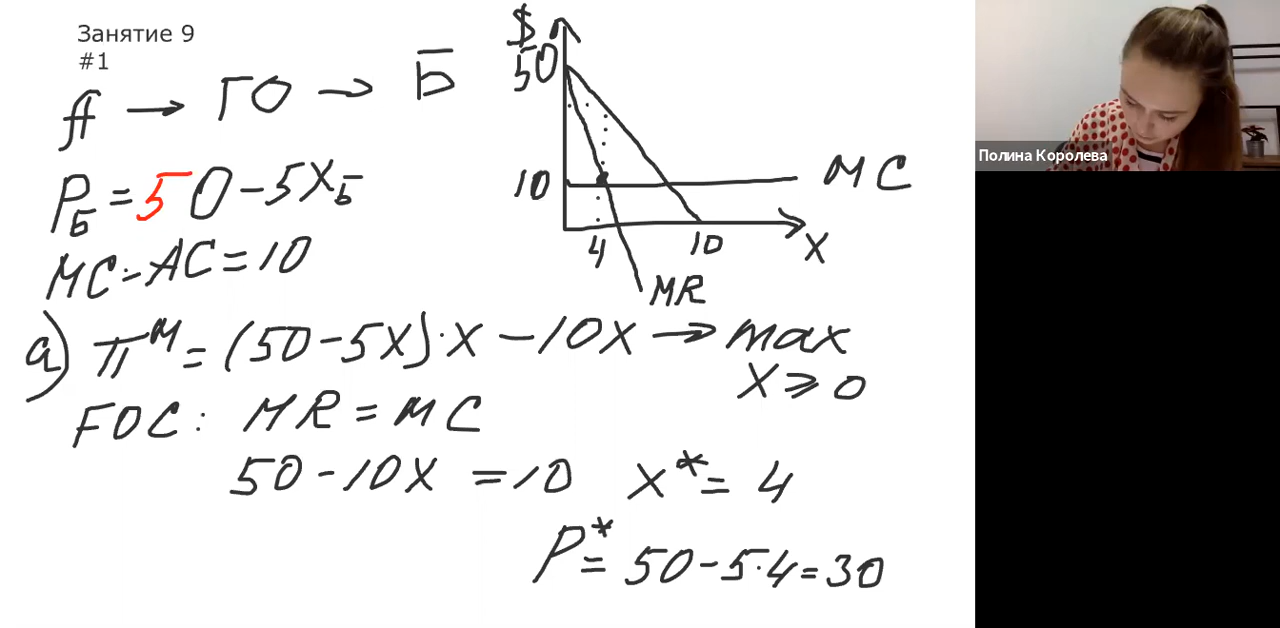 Занятие 9
#1
A → ГО → Б
P_Б = 50 - 5X_Б
MC = AC = 10
$
50
10
MC
4
10
X
MR
а) π^M = (50 - 5X)·X - 10X → max
X ⩾ 0
FOC: MR = MC
50 - 10X = 10 X* = 4
P* = 50 - 5·4 = 30
Полина Королева